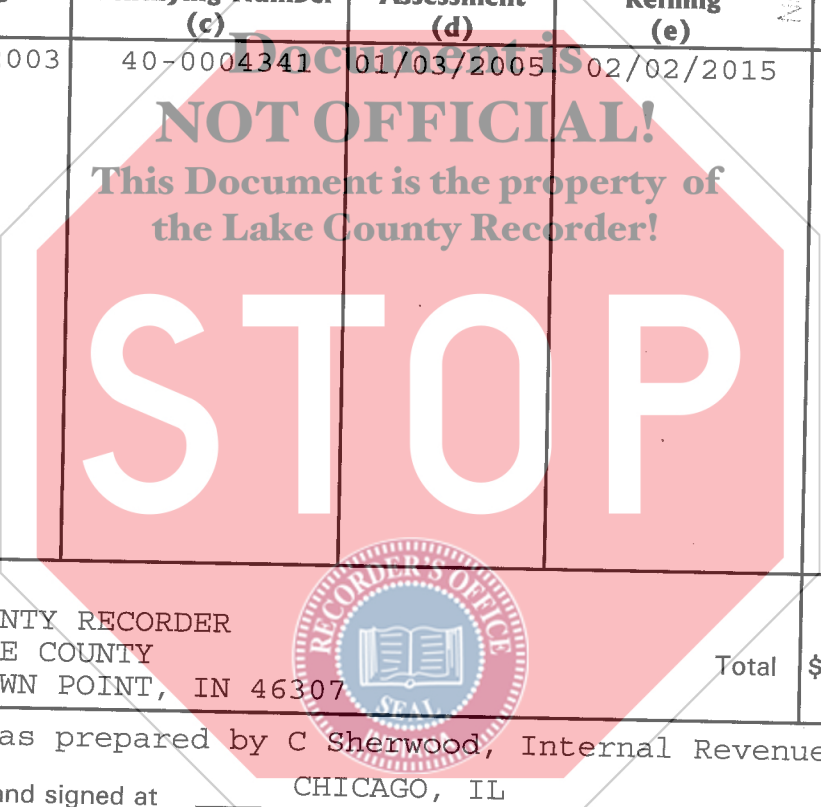 (c) (d) (e)
003 40-0004341 01/03/2005 02/02/2015
Document is
NOT OFFICIAL!
This Document is the property of
the Lake County Recorder!
STOP
RECORDER'S OFFICE
SEAL
NTY RECORDER
E COUNTY
WN POINT, IN 46307
Total $
as prepared by C Sherwood, Internal Revenue
and signed at CHICAGO, IL